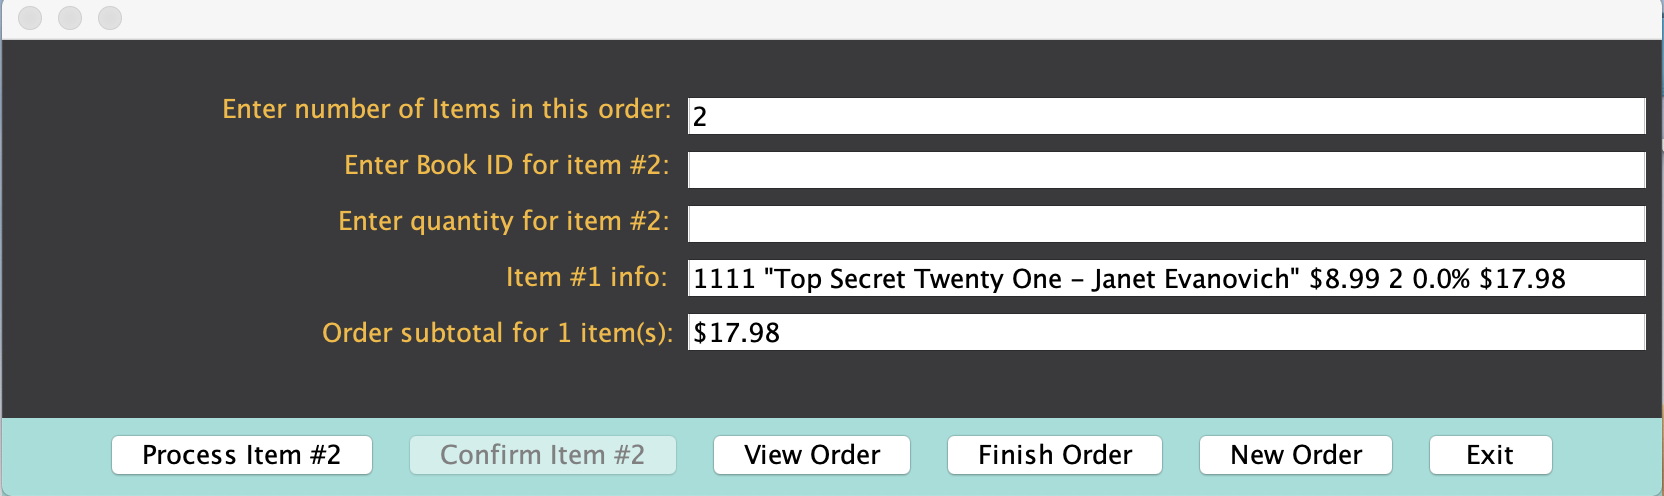 Enter number of Items in this order: 2
Enter Book ID for item #2:
Enter quantity for item #2:
Item #1 info: 1111 "Top Secret Twenty One – Janet Evanovich" $8.99 2 0.0% $17.98
Order subtotal for 1 item(s): $17.98
Process Item #2 Confirm Item #2 View Order Finish Order New Order Exit